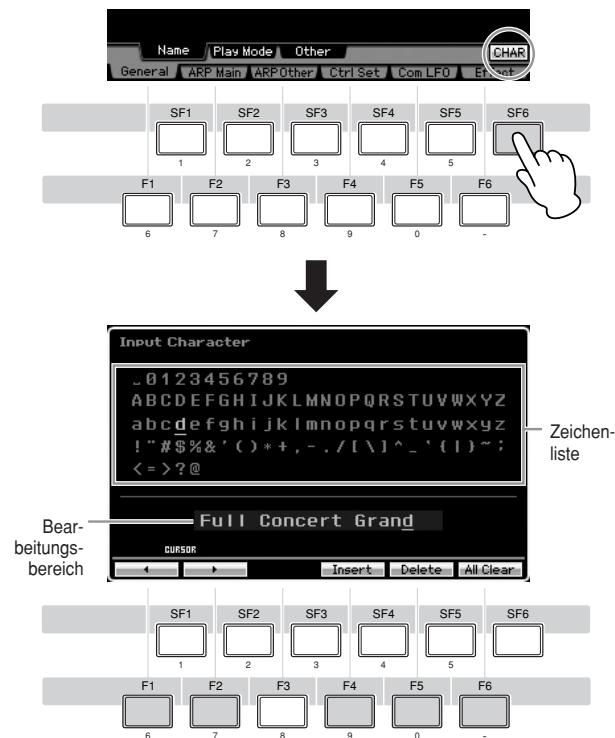 Name Play Mode Other CHAR
General ARP Main ARP Other Ctrl Set Com LFO Effect
SF1 SF2 SF3 SF4 SF5 SF6
1 2 3 4 5
F1 F2 F3 F4 F5 F6
6 7 8 9 0 -
Input Character
␣0123456789
ABCDEFGHIJKLMNOPQRSTUVWXYZ
abcdefghijklmnopqrstuvwxyz
!"#$%&'()*+,-./[\]^_`{|}~;
<=>?@
Zeichen-
liste
Full Concert Grand
Bear-
beitungs-
bereich
CURSOR
Insert Delete All Clear
SF1 SF2 SF3 SF4 SF5 SF6
1 2 3 4 5
F1 F2 F3 F4 F5 F6
6 7 8 9 0 -